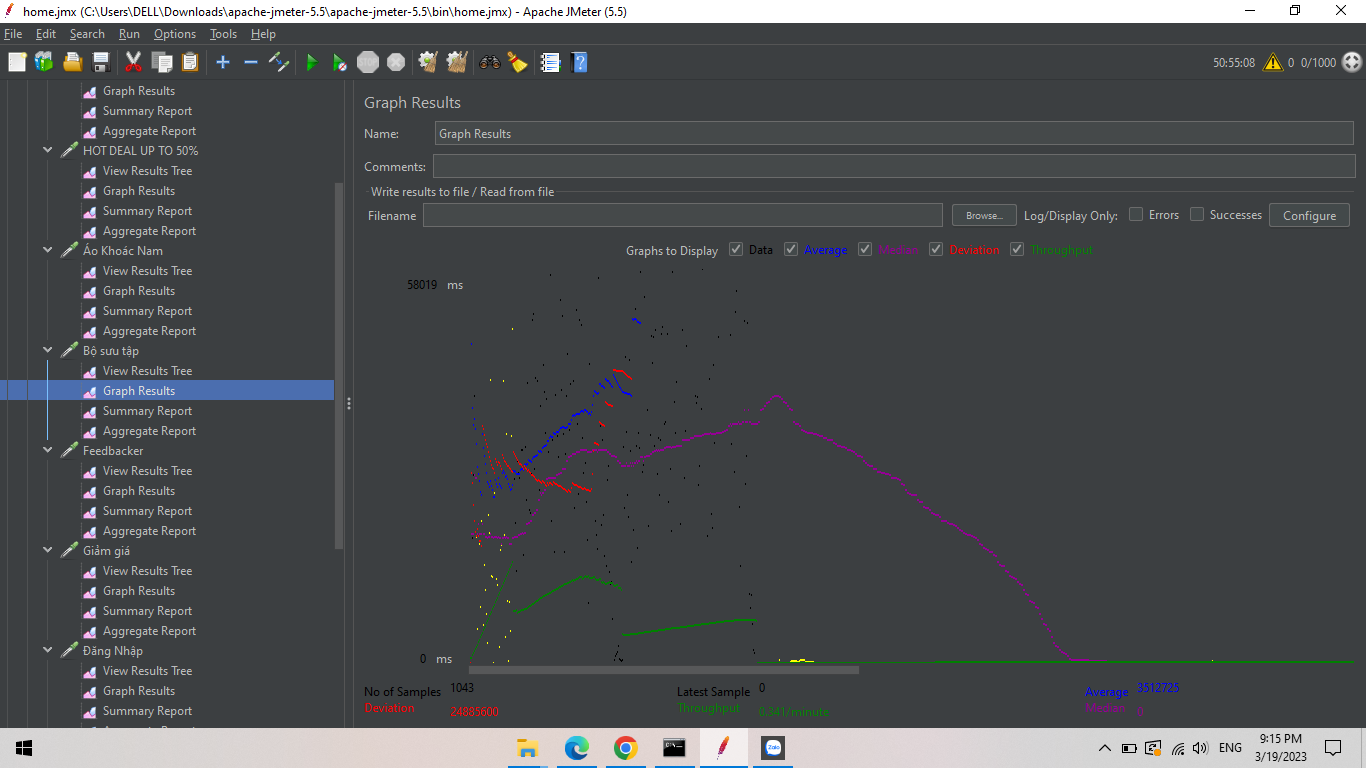 home.jmx (C:\Users\DELL\Downloads\apache-jmeter-5.5\apache-jmeter-5.5\bin\home.jmx) - Apache JMeter (5.5)
File Edit Search Run Options Tools Help
STOP 50:55:08 0 0/1000 ?
Graph Results
Summary Report
Aggregate Report
HOT DEAL UP TO 50%
View Results Tree
Graph Results
Summary Report
Aggregate Report
Áo Khoác Nam
View Results Tree
Graph Results
Summary Report
Aggregate Report
Bộ sưu tập
View Results Tree
Graph Results
Summary Report
Aggregate Report
Feedbacker
View Results Tree
Graph Results
Summary Report
Aggregate Report
Giảm giá
View Results Tree
Graph Results
Summary Report
Aggregate Report
Đăng Nhập
View Results Tree
Graph Results
Summary Report
Graph Results
Name: Graph Results
Comments:
Write results to file / Read from file
Filename Browse... Log/Display Only: Errors Successes Configure
Graphs to Display Data Average Median Deviation Throughput
58019 ms
0 ms
No of Samples 1043 Latest Sample 0 Average 3512725
Deviation 24885600 Throughput 0.341/minute Median 0
Zalo ENG 9:15 PM
3/19/2023